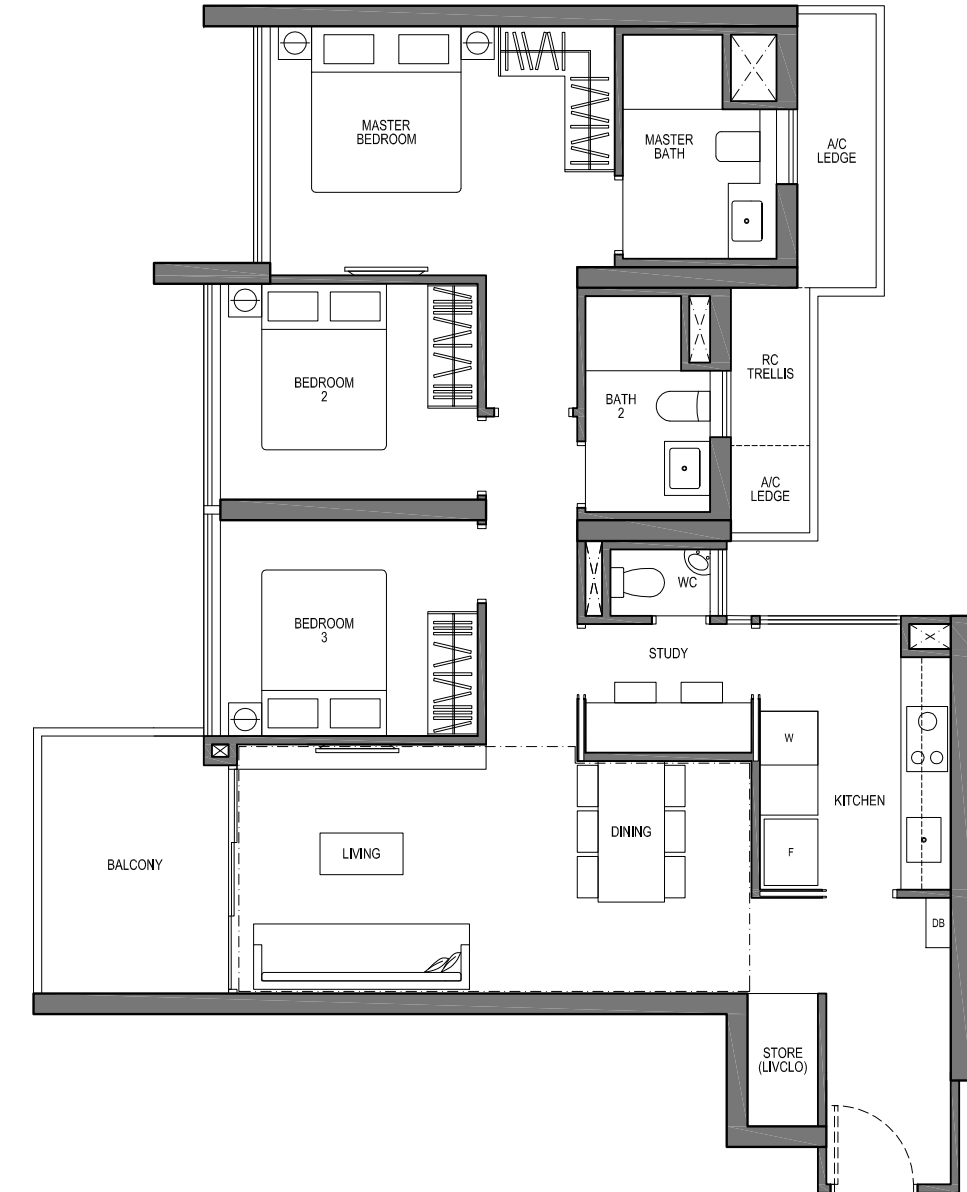 MASTER
BEDROOM
MASTER
BATH
A/C
LEDGE
BEDROOM
2
BATH
2
RC
TRELLIS
A/C
LEDGE
BEDROOM
3
WC
STUDY
W
KITCHEN
F
BALCONY
LIVING
DINING
DB
STORE
(LIVCLO)